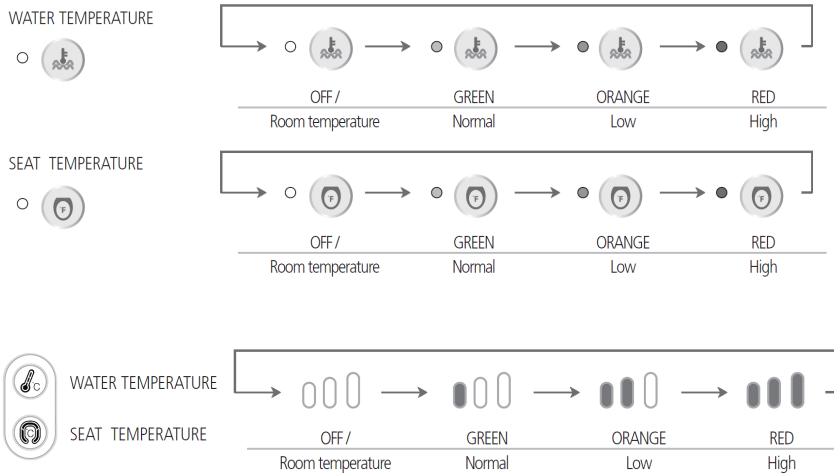 WATER TEMPERATURE
OFF / GREEN ORANGE RED
Room temperature Normal Low High
SEAT TEMPERATURE
°F °F °F °F °F
OFF / GREEN ORANGE RED
Room temperature Normal Low High
C WATER TEMPERATURE
C SEAT TEMPERATURE
OFF / GREEN ORANGE RED
Room temperature Normal Low High